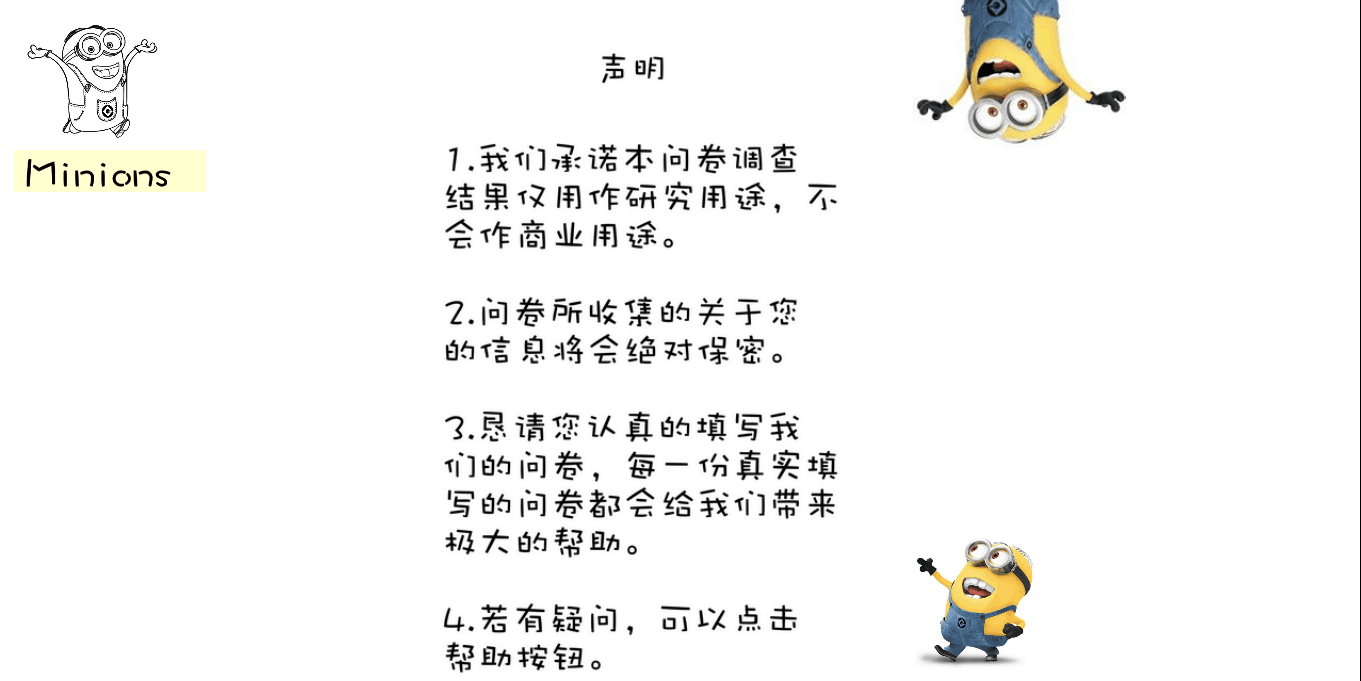 Minions
声明
1.我们承诺本问卷调查
结果仅用作研究用途，不
会作商业用途。
2.问卷所收集的关于您
的信息将会绝对保密。
3.恳请您认真的填写我
们的问卷，每一份真实填
写的问卷都会给我们带来
极大的帮助。
4.若有疑问，可以点击
帮助按钮。